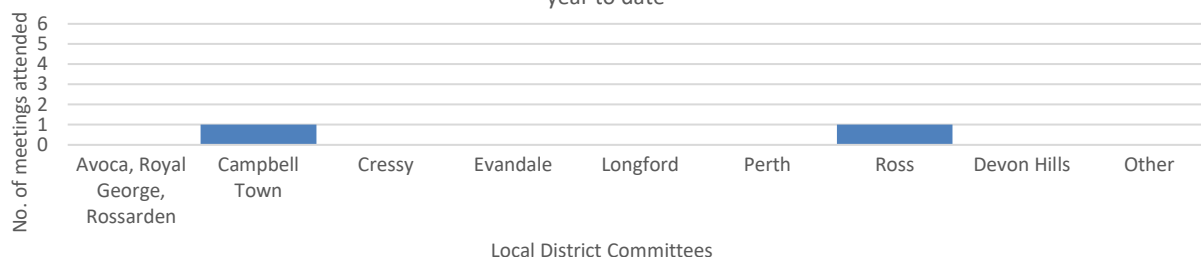 year to date
No. of meetings attended
6
5
4
3
2
1
0
Avoca, Royal
George,
Rossarden
Campbell
Town
Cressy
Evandale
Longford
Perth
Ross
Devon Hills
Other
Local District Committees